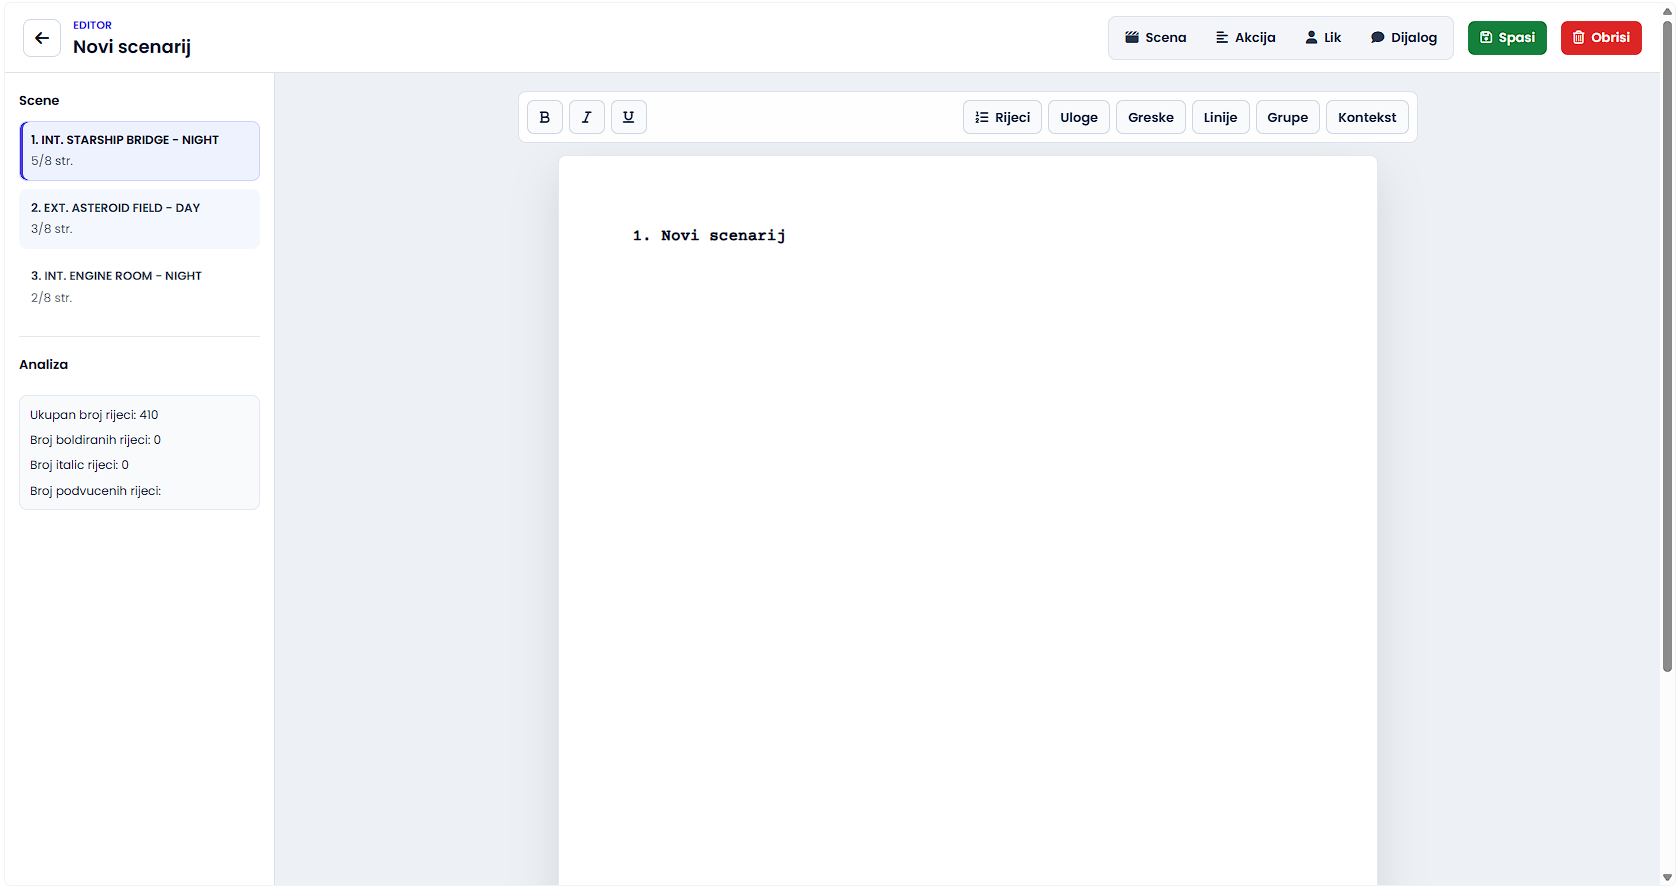 EDITOR
Novi scenarij
Scena
Akcija
Lik
Dijalog
Spasi
Obrisi
Scene
1. INT. STARSHIP BRIDGE - NIGHT
5/8 str.
2. EXT. ASTEROID FIELD - DAY
3/8 str.
3. INT. ENGINE ROOM - NIGHT
2/8 str.
Analiza
Ukupan broj rijeci: 410
Broj boldiranih rijeci: 0
Broj italic rijeci: 0
Broj podvucenih rijeci:
B
I
U
Rijeci
Uloge
Greske
Linije
Grupe
Kontekst
1. Novi scenarij